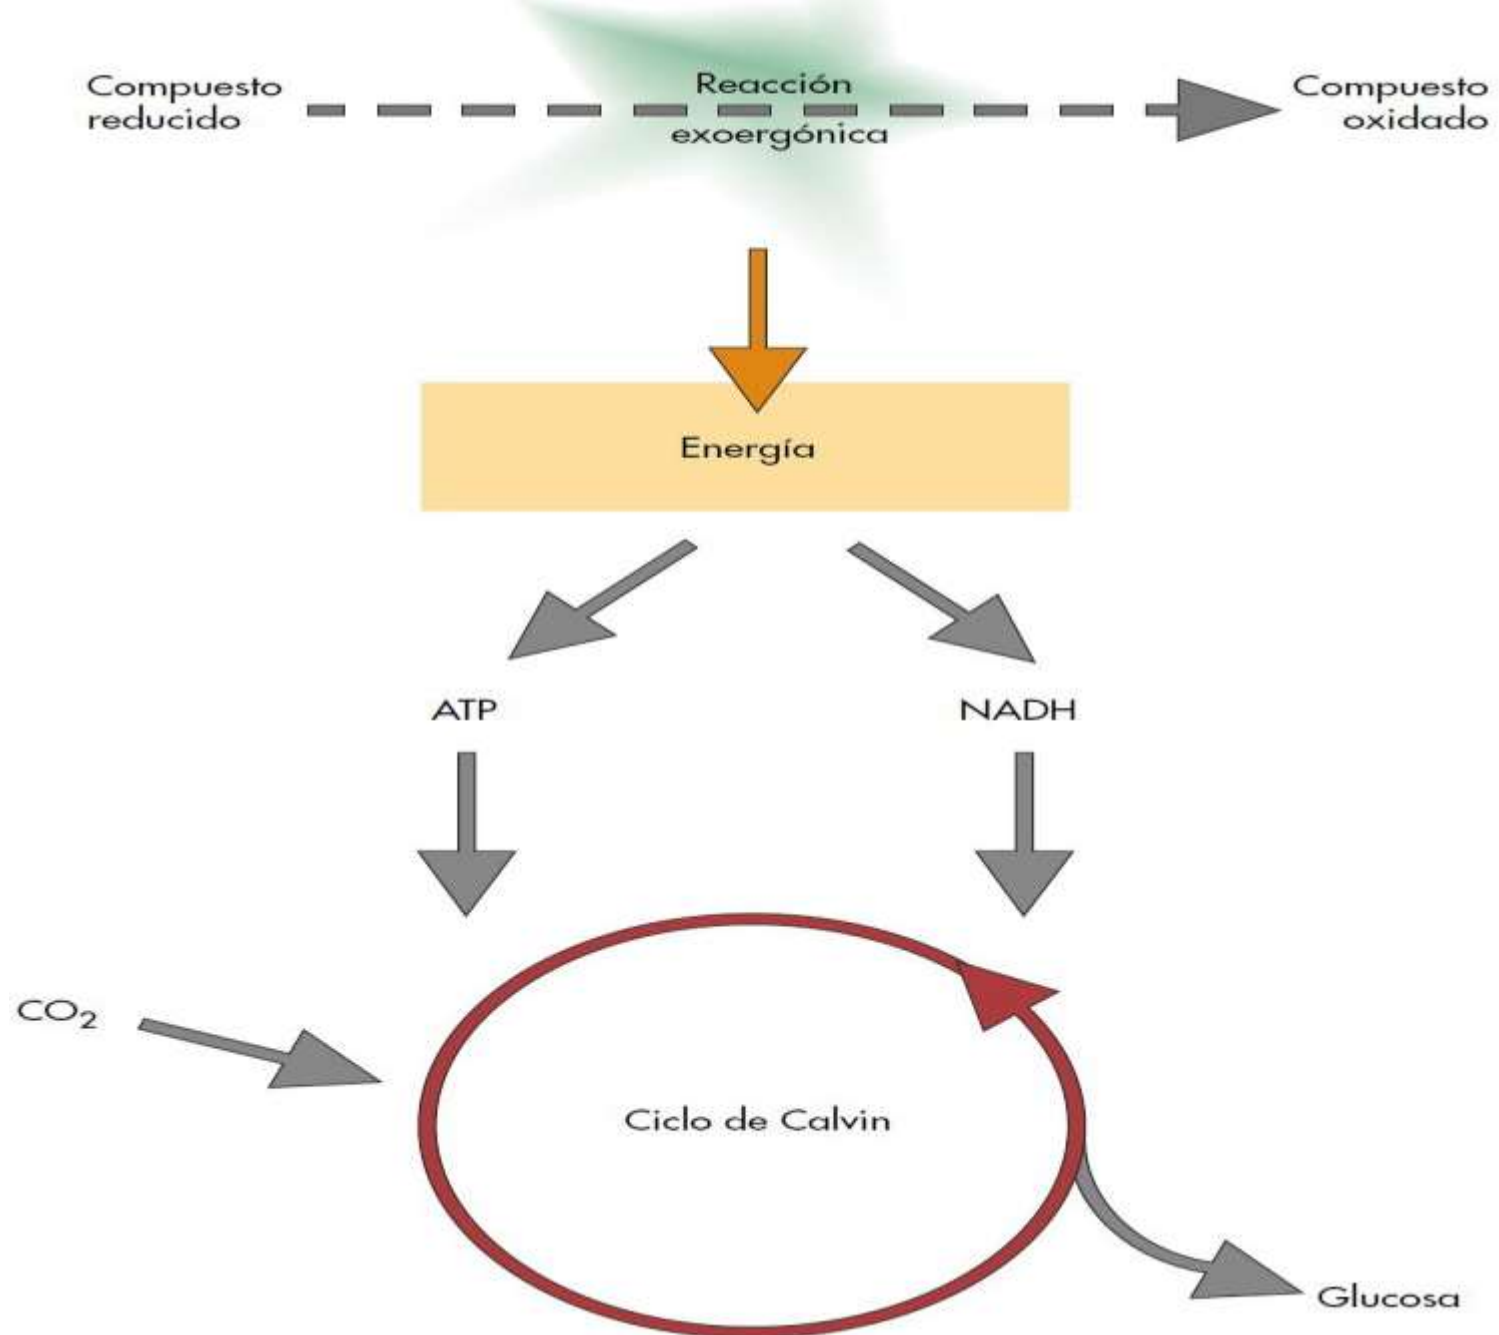 Compuesto
reducido
Reacción
exoergónica
Compuesto
oxidado
Energía
ATP
NADH
CO₂
Ciclo de Calvin
Glucosa